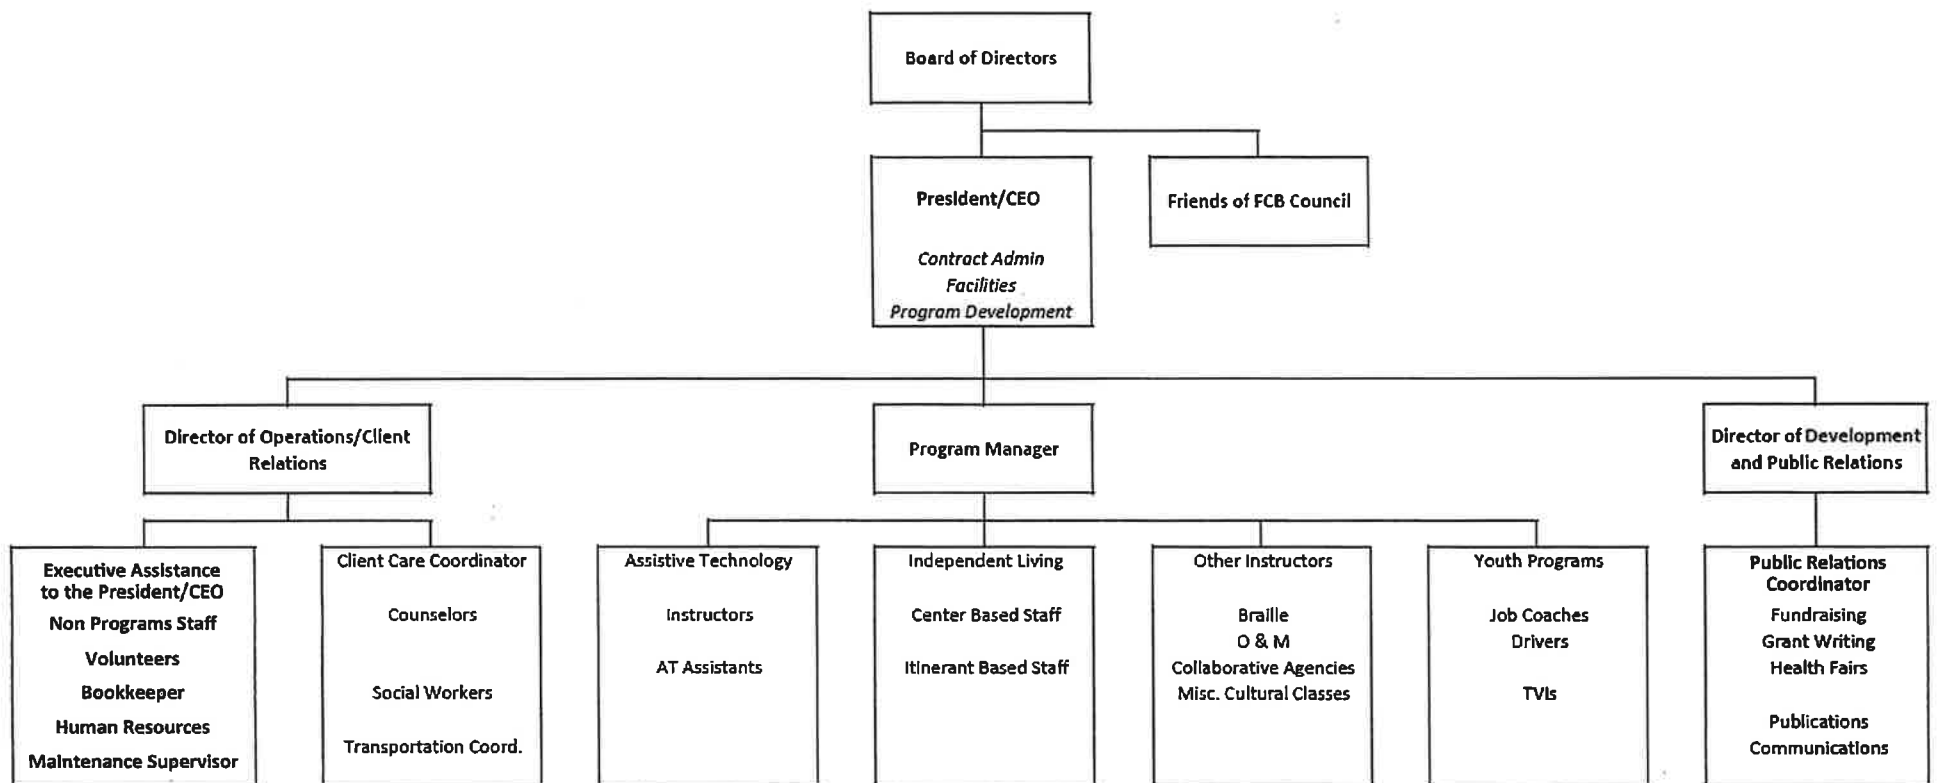 Board of Directors
President/CEO
Contract Admin
Facilities
Program Development
Friends of FCB Council
Director of Operations/Client
Relations
Program Manager
Director of Development
and Public Relations
Executive Assistance
to the President/CEO
Non Programs Staff
Volunteers
Bookkeeper
Human Resources
Maintenance Supervisor
Client Care Coordinator
Counselors
Social Workers
Transportation Coord.
Assistive Technology
Instructors
AT Assistants
Independent Living
Center Based Staff
Itinerant Based Staff
Other Instructors
Braille
O & M
Collaborative Agencies
Misc. Cultural Classes
Youth Programs
Job Coaches
Drivers
TVIs
Public Relations
Coordinator
Fundraising
Grant Writing
Health Fairs
Publications
Communications